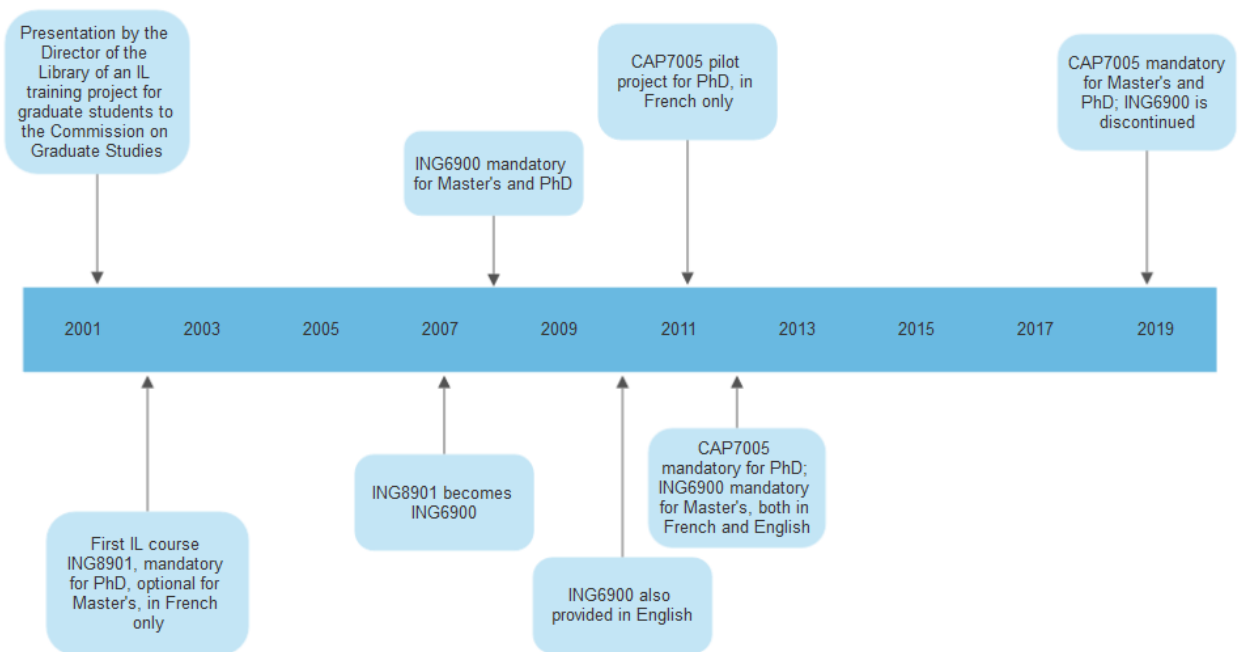 Presentation by the
Director of the
Library of an IL
training project for
graduate students to
the Commission on
Graduate Studies
ING6900 mandatory
for Master's and PhD
CAP7005 pilot
project for PhD, in
French only
CAP7005 mandatory
for Master's and
PhD; ING6900 is
discontinued
2001 2003 2005 2007 2009 2011 2013 2015 2017 2019
First IL course
ING8901, mandatory
for PhD, optional for
Master's, in French
only
ING8901 becomes
ING6900
ING6900 also
provided in English
CAP7005
mandatory for PhD;
ING6900 mandatory
for Master's, both in
French and English